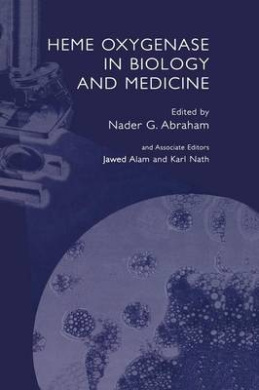 HEME OXYGENASE
IN BIOLOGY
AND MEDICINE
Edited by
Nader G. Abraham
and Associate Editors
Jawed Alam and Karl Nath